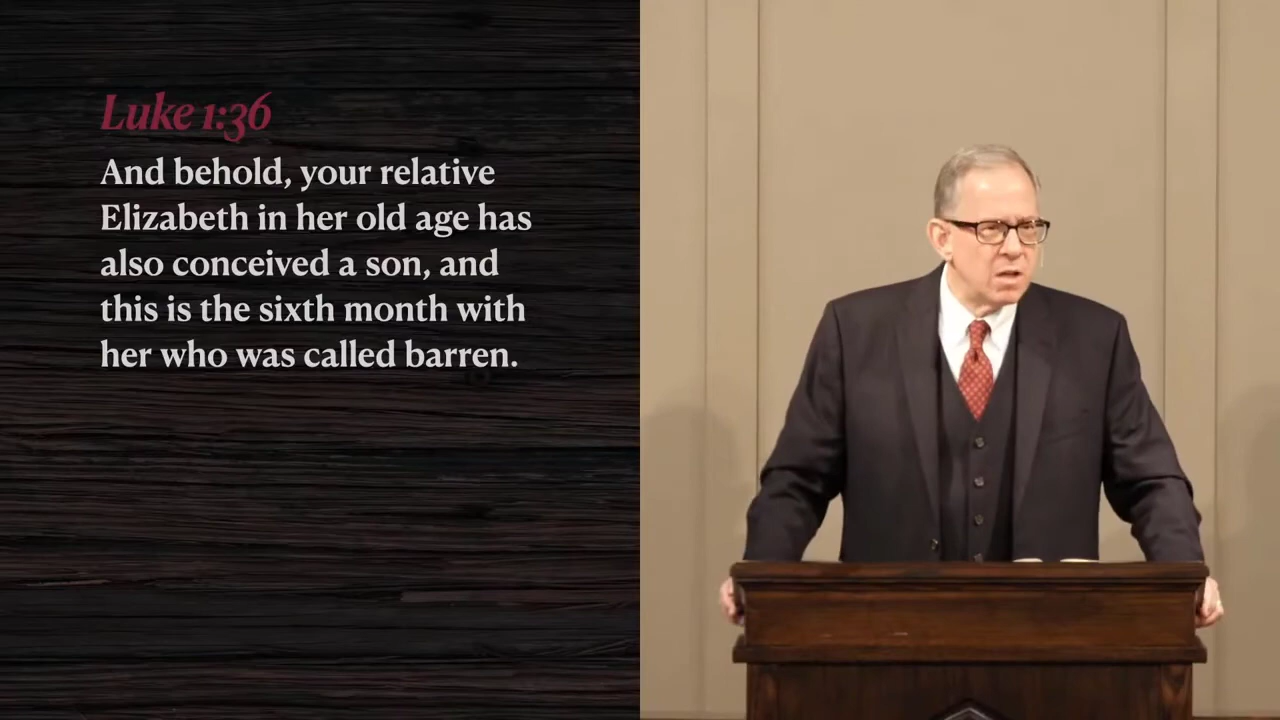 Luke 1:36
And behold, your relative
Elizabeth in her old age has
also conceived a son, and
this is the sixth month with
her who was called barren.